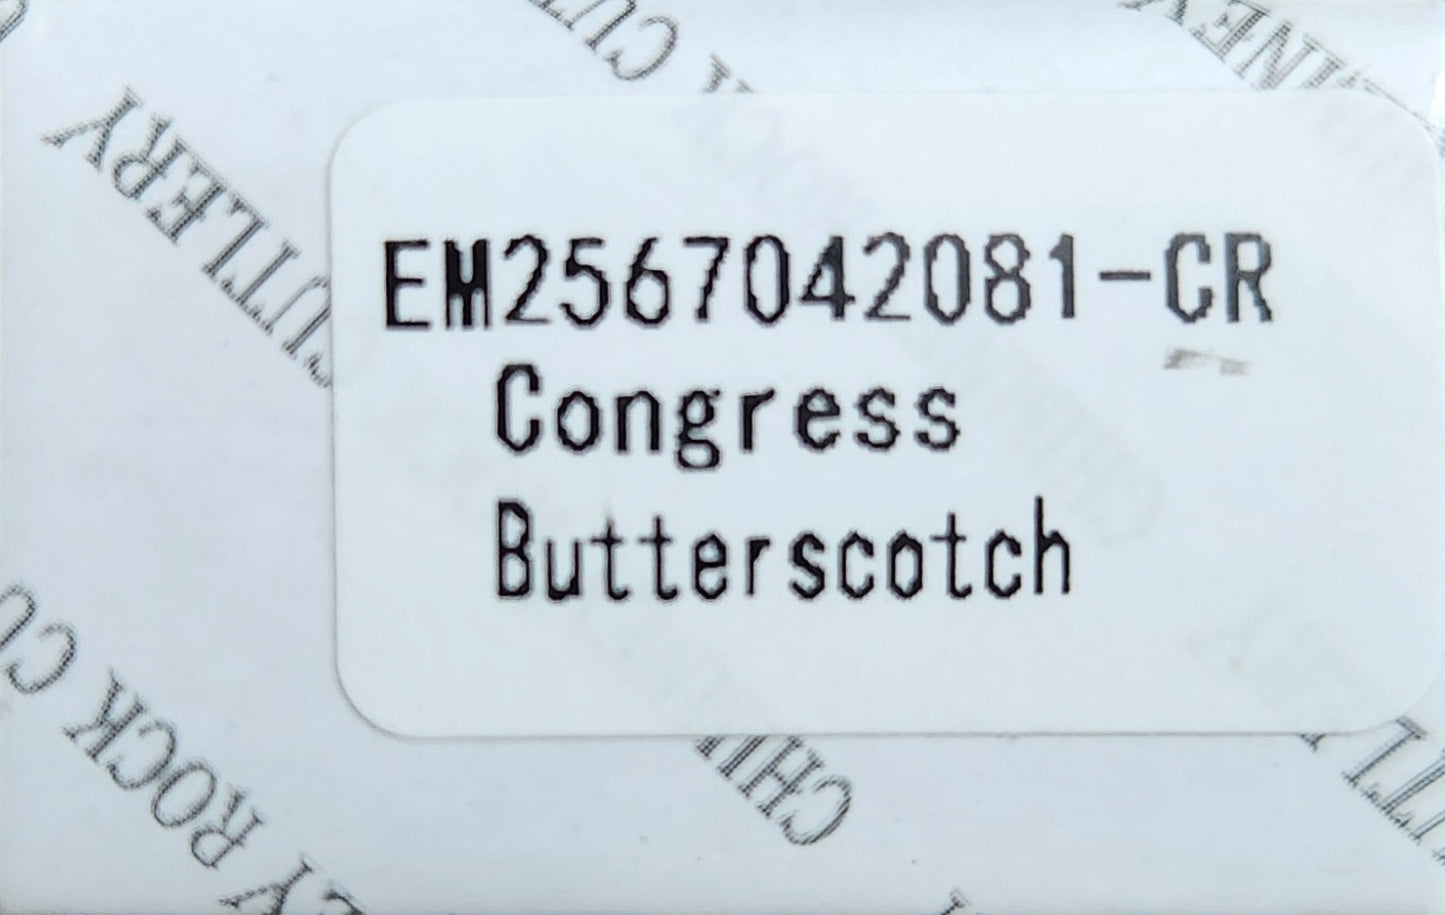 EM2567042081-CR
Congress
Butterscotch
CUTLERY
ROCK